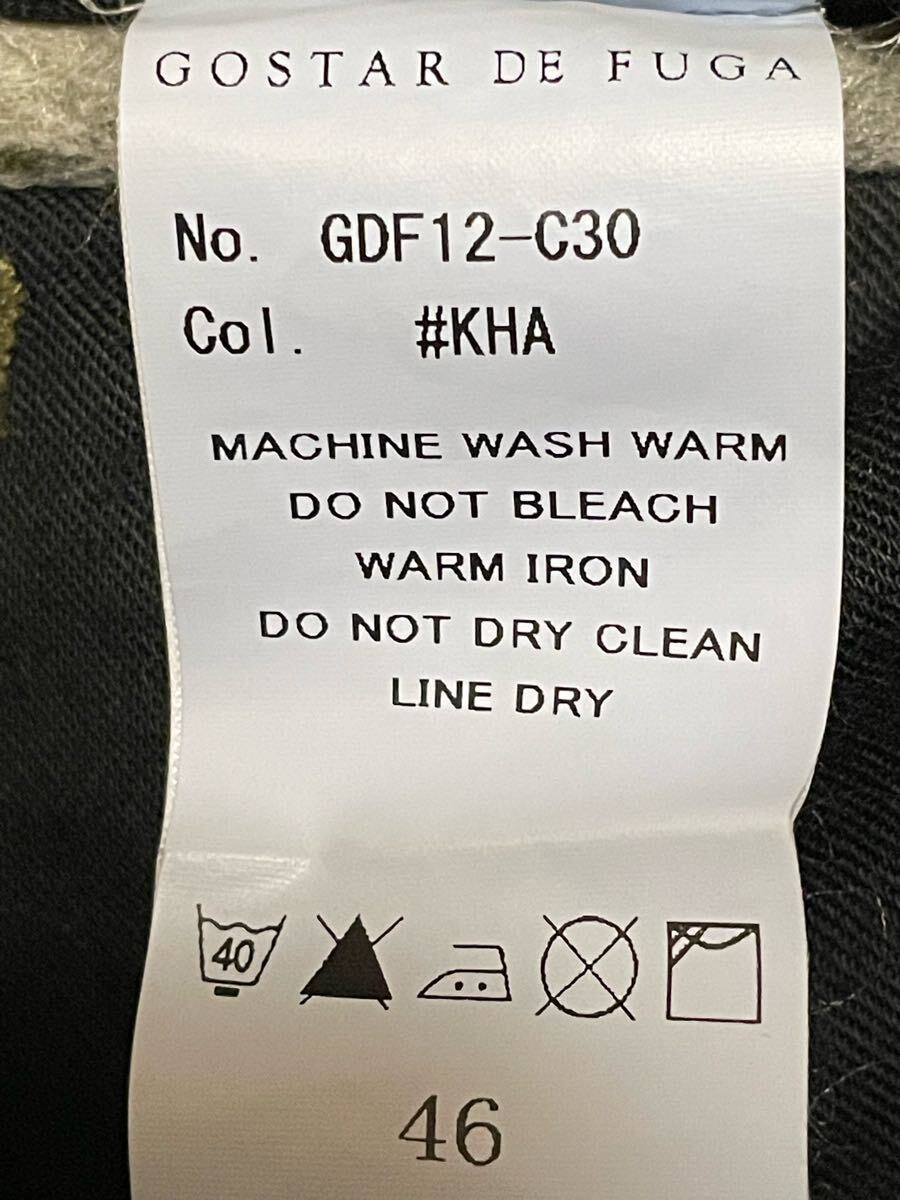 GOSTAR DE FUGA
No. GDF12-C30
Col. #KHA
MACHINE WASH WARM
DO NOT BLEACH
WARM IRON
DO NOT DRY CLEAN
LINE DRY
40
46